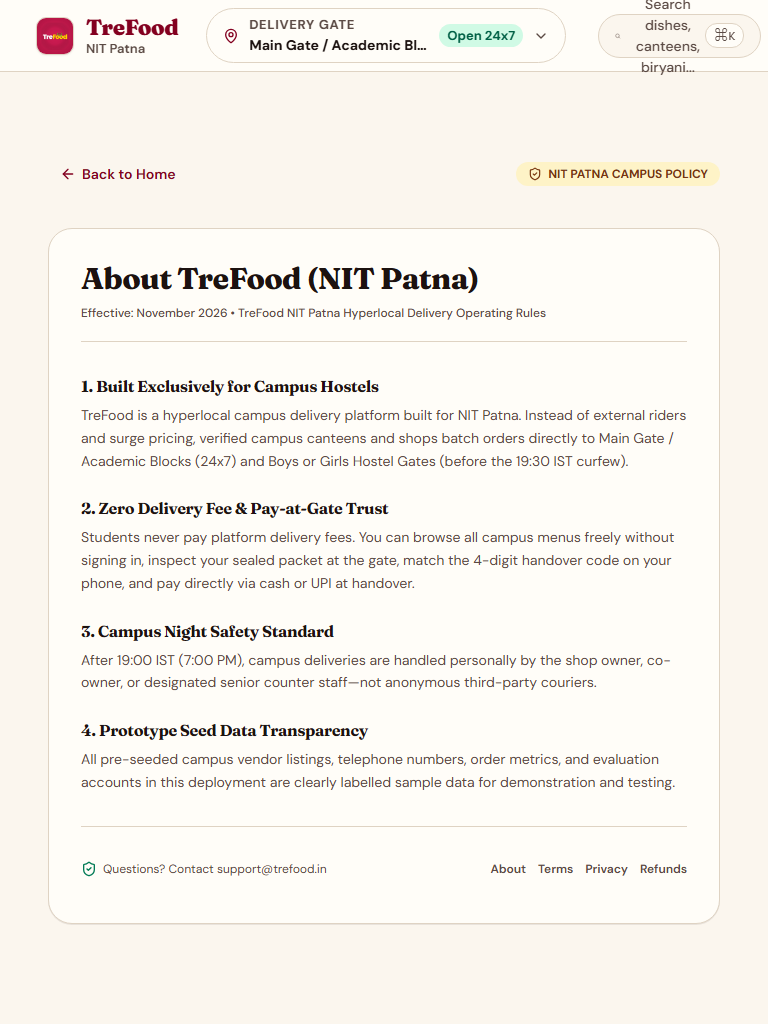 TreFood
TreFood
NIT Patna
DELIVERY GATE
Main Gate / Academic Bl...
Open 24x7
Search
dishes,
canteens,
biryani...
⌘K
Back to Home
NIT PATNA CAMPUS POLICY
About TreFood (NIT Patna)
Effective: November 2026 • TreFood NIT Patna Hyperlocal Delivery Operating Rules
1. Built Exclusively for Campus Hostels
TreFood is a hyperlocal campus delivery platform built for NIT Patna. Instead of external riders
and surge pricing, verified campus canteens and shops batch orders directly to Main Gate /
Academic Blocks (24x7) and Boys or Girls Hostel Gates (before the 19:30 IST curfew).
2. Zero Delivery Fee & Pay-at-Gate Trust
Students never pay platform delivery fees. You can browse all campus menus freely without
signing in, inspect your sealed packet at the gate, match the 4-digit handover code on your
phone, and pay directly via cash or UPI at handover.
3. Campus Night Safety Standard
After 19:00 IST (7:00 PM), campus deliveries are handled personally by the shop owner, co-
owner, or designated senior counter staff—not anonymous third-party couriers.
4. Prototype Seed Data Transparency
All pre-seeded campus vendor listings, telephone numbers, order metrics, and evaluation
accounts in this deployment are clearly labelled sample data for demonstration and testing.
Questions? Contact support@trefood.in
About Terms Privacy Refunds